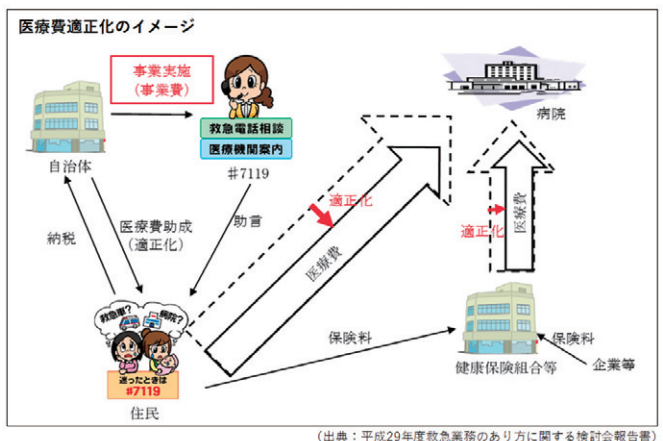 医療費適正化のイメージ
事業実施
（事業費）
救急電話相談
医療機関案内
病院
自治体
＃7119
適正化
納税
医療費助成
（適正化）
助言
医療費
適正化
医療費
救急車？
病院？
迷ったときは
#7119
住民
保険料
健康保険組合等
保険料
企業等
（出典：平成29年度救急業務のあり方に関する検討会報告書）